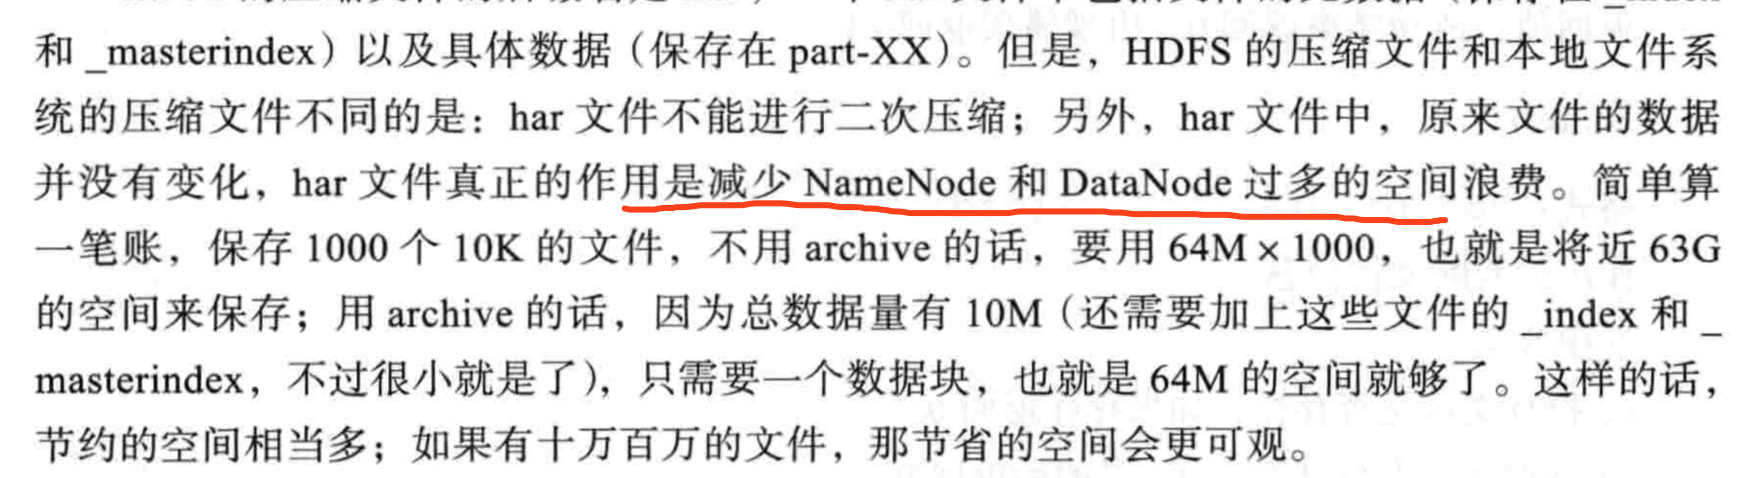 和 _masterindex）以及具体数据（保存在 part-XX）。但是，HDFS 的压缩文件和本地文件系
统的压缩文件不同的是：har 文件不能进行二次压缩；另外，har 文件中，原来文件的数据
并没有变化，har 文件真正的作用是减少 NameNode 和 DataNode 过多的空间浪费。简单算
一笔账，保存 1000 个 10K 的文件，不用 archive 的话，要用 64M × 1000，也就是将近 63G
的空间来保存；用 archive 的话，因为总数据量有 10M（还需要加上这些文件的 _index 和 _
masterindex，不过很小就是了），只需要一个数据块，也就是 64M 的空间就够了。这样的话，
节约的空间相当多；如果有十万百万的文件，那节省的空间会更可观。